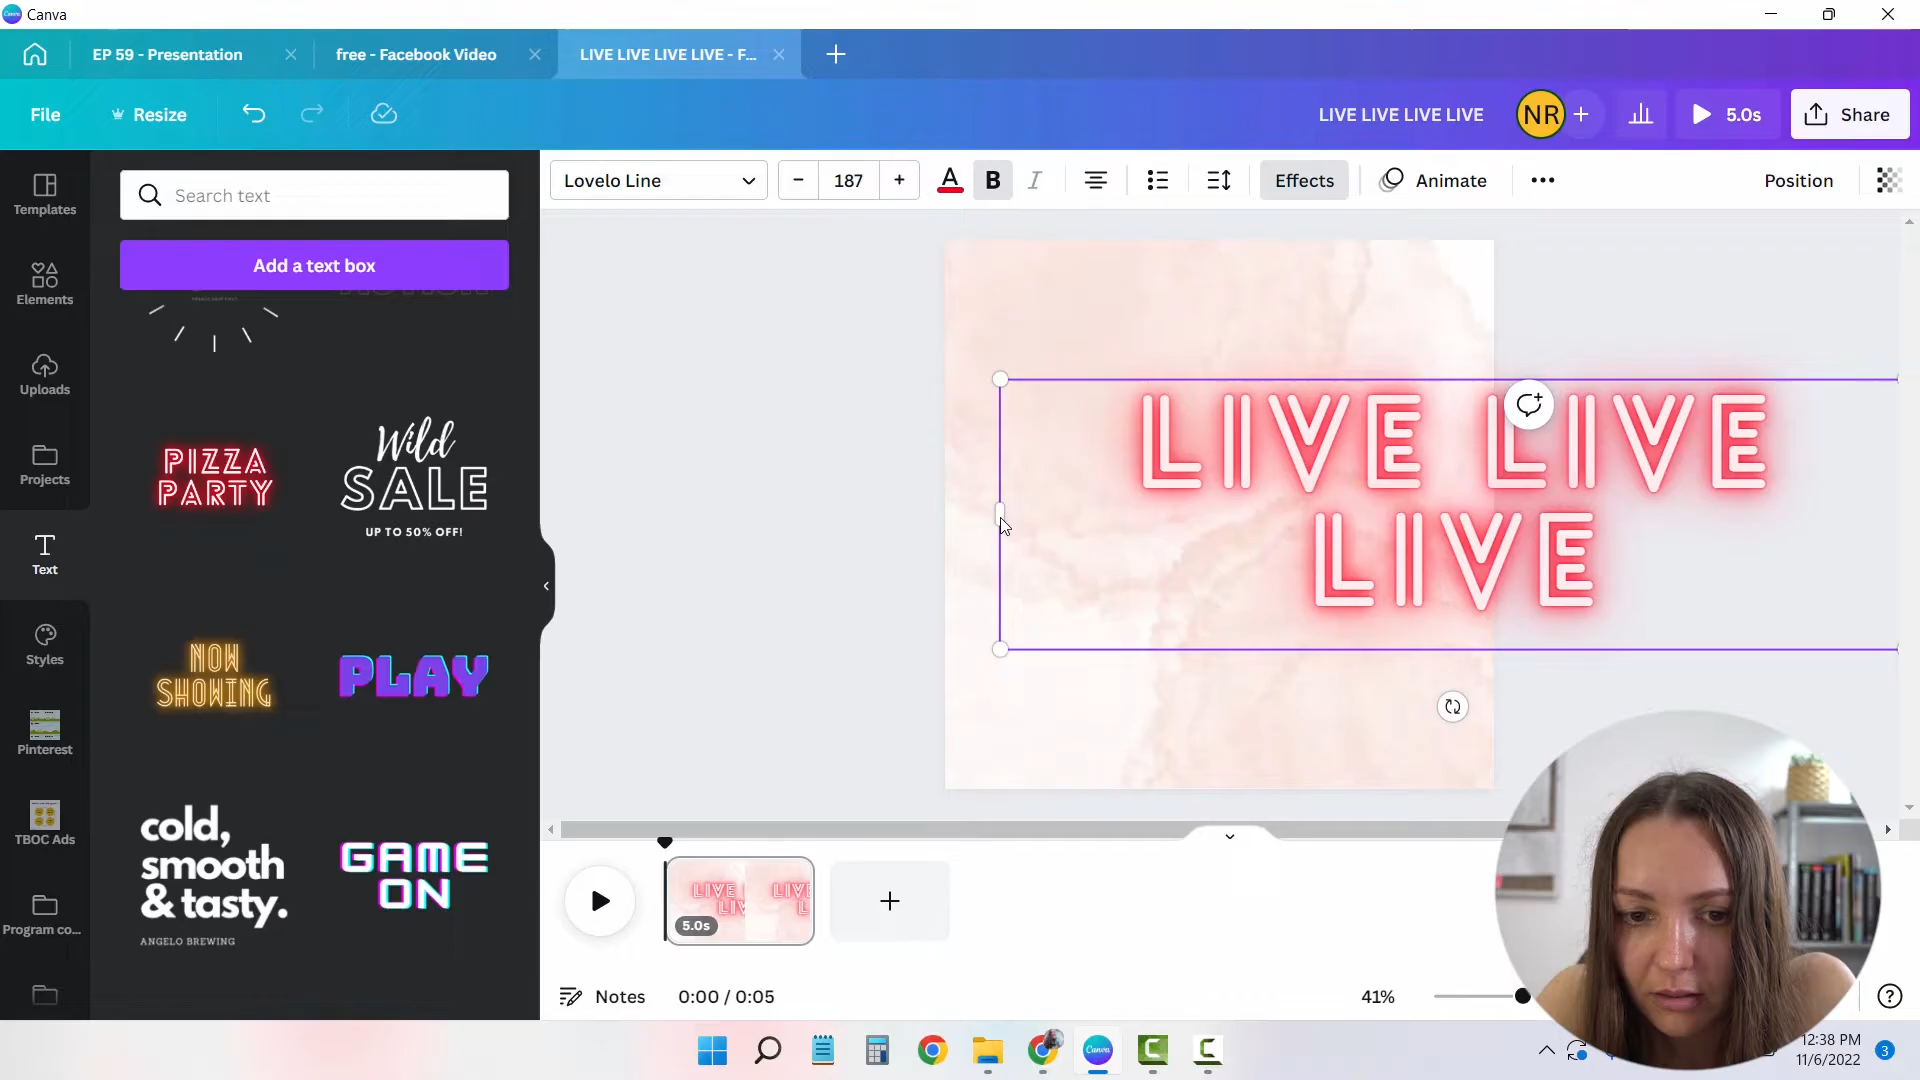 Canva
EP 59 - Presentation
free - Facebook Video
LIVE LIVE LIVE LIVE - F...
File
Resize
LIVE LIVE LIVE LIVE
NR
5.0s
Share
Templates
Elements
Uploads
Projects
Text
Styles
Pinterest
TBOC Ads
Program co...
Search text
Add a text box
PIZZA
PARTY
Wild
SALE
UP TO 50% OFF!
NOW
SHOWING
PLAY
cold,
smooth
& tasty.
ANGELO BREWING
GAME
ON
Lovelo Line
187
A
B
I
Effects
Animate
Position
LIVE LIVE
LIVE
5.0s
Notes
0:00 / 0:05
41%
12:38 PM
11/6/2022
3